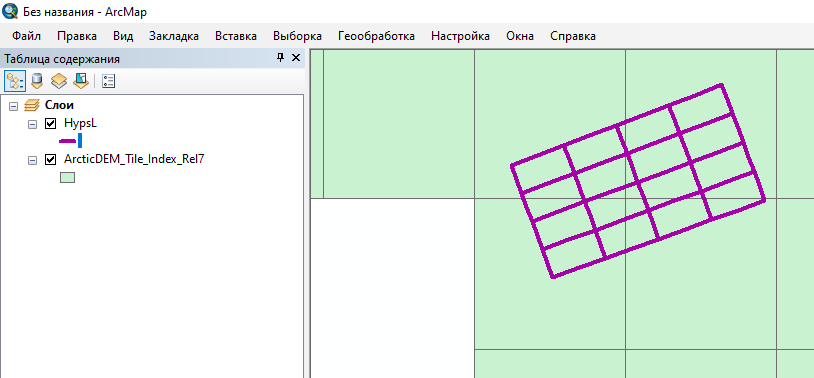 Без названия - ArcMap
Файл Правка Вид Закладка Вставка Выборка Геообработка Настройка Окна Справка
Таблица содержания
Слои
HypsL
ArcticDEM_Tile_Index_Rel7